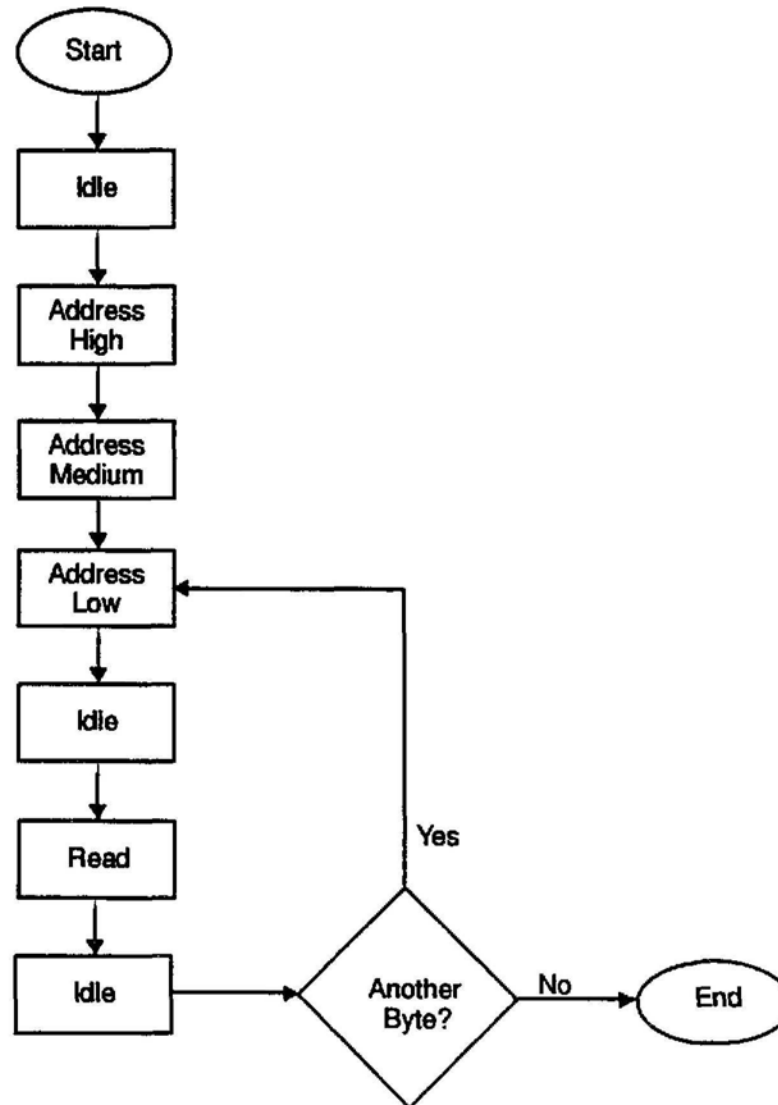 Start
Idle
Address
High
Address
Medium
Address
Low
Idle
Read
Idle
Yes
Another
Byte?
No
End